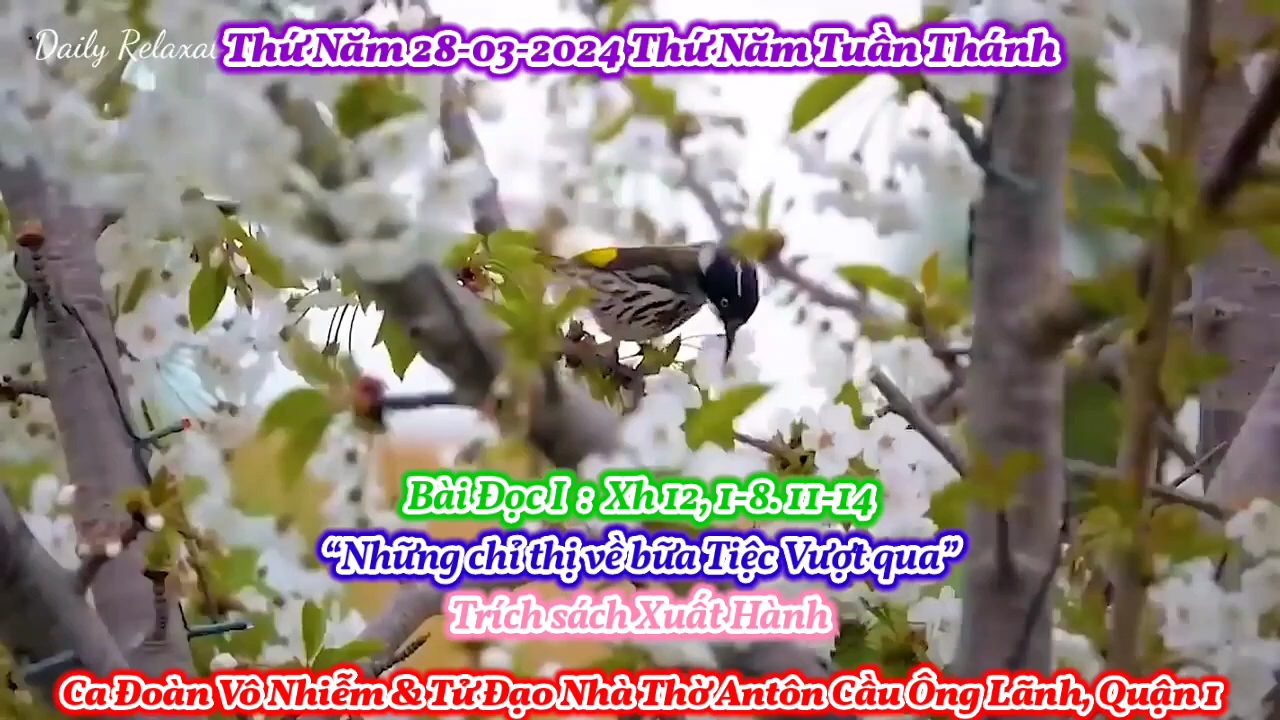 Daily Relaxat
Thứ Năm 28-03-2024 Thứ Năm Tuần Thánh
Bài Đọc I : Xh 12, 1-8. 11-14
“Những chỉ thị về bữa Tiệc Vượt qua”
Trích sách Xuất Hành
Ca Đoàn Vô Nhiễm & Tử Đạo Nhà Thờ Antôn Cầu Ông Lãnh, Quận 1